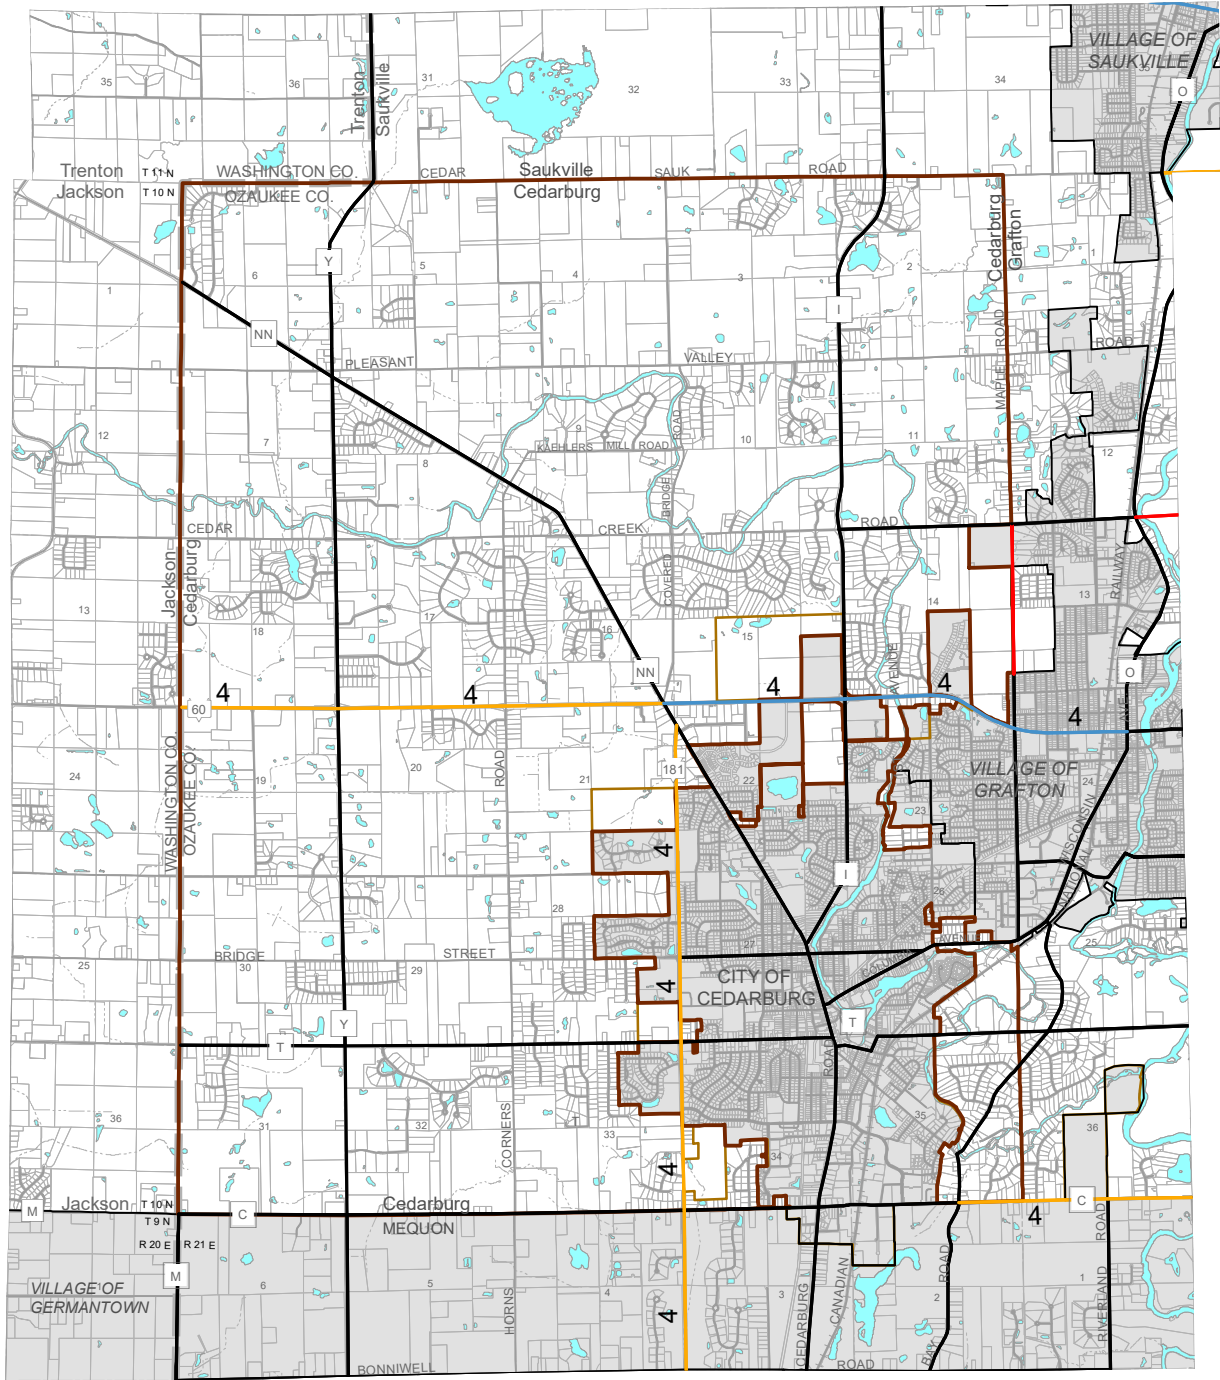 VILLAGE OF
SAUKVILLE
35
36
31
32
33
34
35
O
Trenton
Saukville
Trenton
Jackson
T 11 N
T 10 N
WASHINGTON CO.
OZAUKEE CO.
CEDAR
Saukville
Cedarburg
SAUK
ROAD
Cedarburg
Grafton
1
6
5
4
3
2
1
Y
I
NN
PLEASANT
VALLEY
MAPLE ROAD
ROAD
12
7
8
9
10
11
12
KAEHLERS
MILL
ROAD
ROAD
BRIDGE
COVERED
CEDAR
CREEK
ROAD
RAILWAY
Jackson
Cedarburg
13
18
17
16
15
14
13
NN
O
4
4
4
4
4
60
AVENUE
AVE
WASHINGTON CO.
OZAUKEE CO.
24
19
20
ROAD
21
181
22
23
24
VILLAGE OF
GRAFTON
WISCONSIN
NATIONAL
4
I
28
27
26
25
25
30
29
BRIDGE
STREET
AVENUE
COLUMBIA
CITY OF
CEDARBURG
4
Y
T
T
ROAD
36
31
32
33
34
35
36
CORNERS
4
4
M
Jackson
T 10 N
T 9 N
R 20 E
R 21 E
C
Cedarburg
MEQUON
C
M
VILLAGE OF
GERMANTOWN
6
5
4
3
2
1
HORNS
4
CEDARBURG
CANADIAN
ROAD
ROAD
RIVERLAND
BONNIWELL
ROAD
BAY